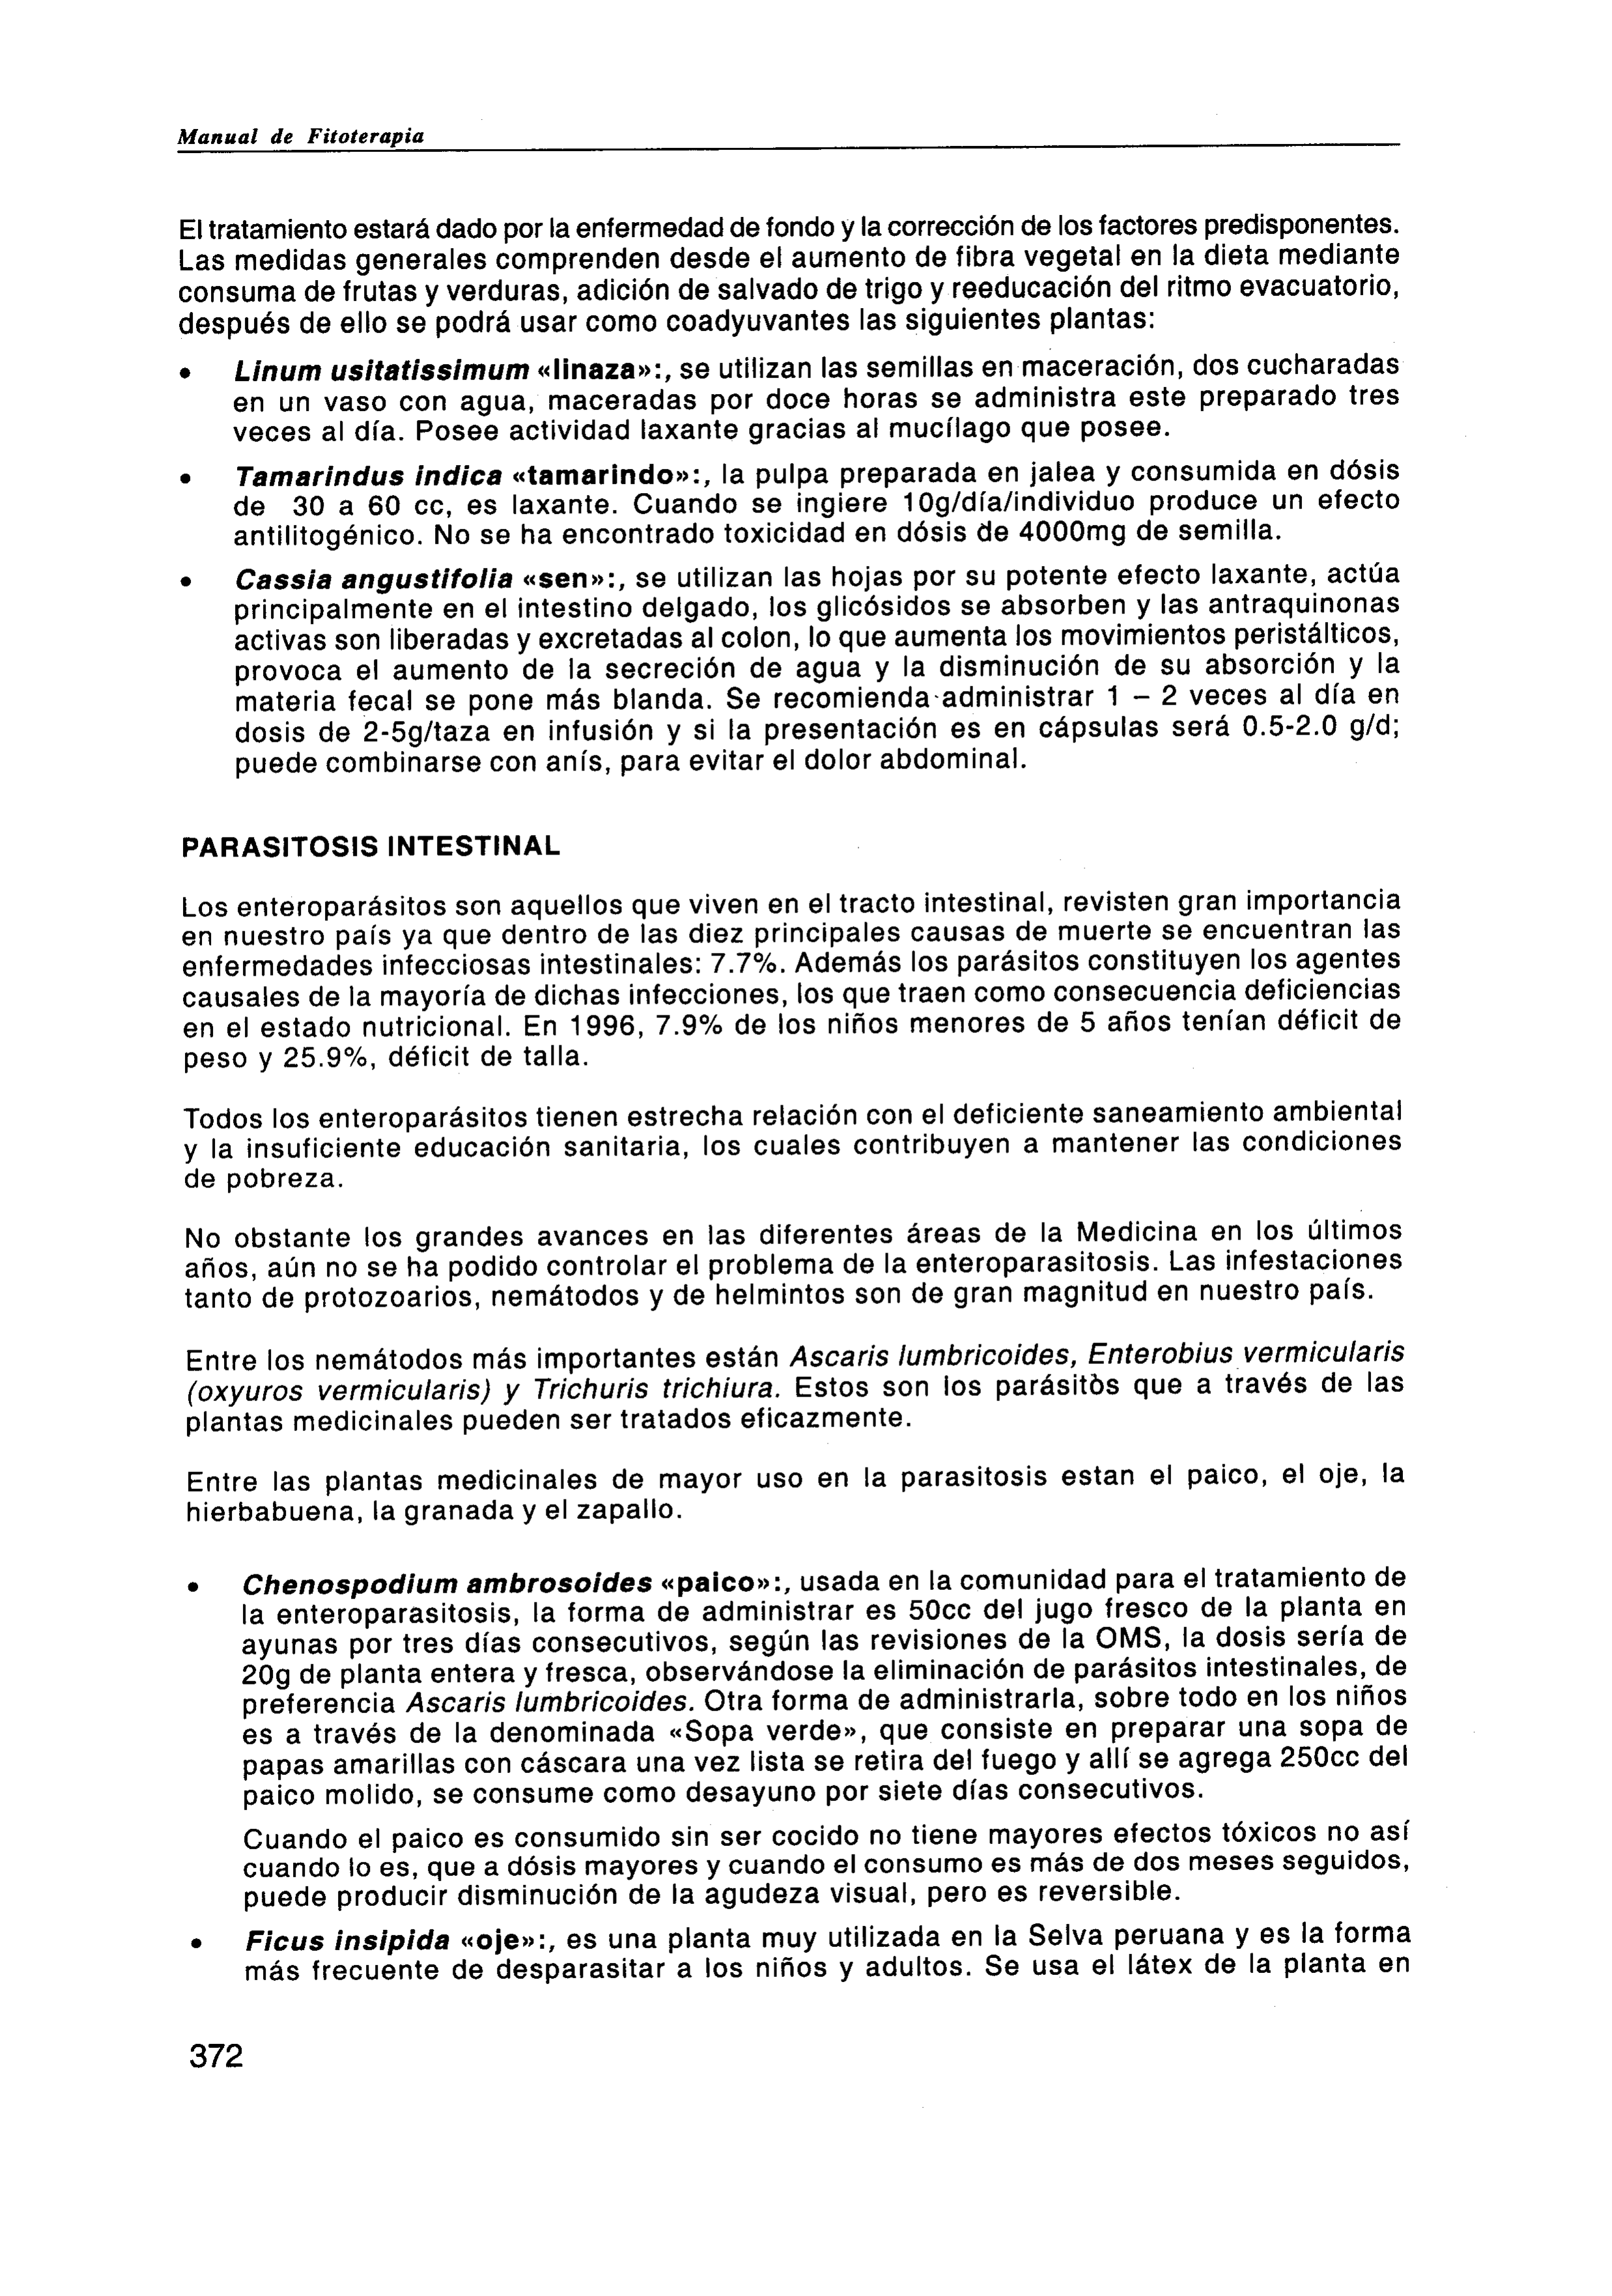 Manual de Fitoterapia
El tratamiento estará dado por la enfermedad de fondo y la corrección de los factores predisponentes.
Las medidas generales comprenden desde el aumento de fibra vegetal en la dieta mediante
consuma de frutas y verduras, adición de salvado de trigo y reeducación del ritmo evacuatorio,
después de ello se podrá usar como coadyuvantes las siguientes plantas:
• Linum usitatissimum «linaza»:, se utilizan las semillas en maceración, dos cucharadas
en un vaso con agua, maceradas por doce horas se administra este preparado tres
veces al día. Posee actividad laxante gracias al mucílago que posee.
• Tamarindus indica «tamarindo»:, la pulpa preparada en jalea y consumida en dósis
de 30 a 60 cc, es laxante. Cuando se ingiere 10g/día/individuo produce un efecto
antilitogénico. No se ha encontrado toxicidad en dósis de 4000mg de semilla.
• Cassia angustifolia «sen»:, se utilizan las hojas por su potente efecto laxante, actúa
principalmente en el intestino delgado, los glicósidos se absorben y las antraquinonas
activas son liberadas y excretadas al colon, lo que aumenta los movimientos peristálticos,
provoca el aumento de la secreción de agua y la disminución de su absorción y la
materia fecal se pone más blanda. Se recomienda administrar 1 – 2 veces al día en
dosis de 2-5g/taza en infusión y si la presentación es en cápsulas será 0.5-2.0 g/d;
puede combinarse con anís, para evitar el dolor abdominal.
PARASITOSIS INTESTINAL
Los enteroparásitos son aquellos que viven en el tracto intestinal, revisten gran importancia
en nuestro país ya que dentro de las diez principales causas de muerte se encuentran las
enfermedades infecciosas intestinales: 7.7%. Además los parásitos constituyen los agentes
causales de la mayoría de dichas infecciones, los que traen como consecuencia deficiencias
en el estado nutricional. En 1996, 7.9% de los niños menores de 5 años tenían déficit de
peso y 25.9%, déficit de talla.
Todos los enteroparásitos tienen estrecha relación con el deficiente saneamiento ambiental
y la insuficiente educación sanitaria, los cuales contribuyen a mantener las condiciones
de pobreza.
No obstante los grandes avances en las diferentes áreas de la Medicina en los últimos
años, aún no se ha podido controlar el problema de la enteroparasitosis. Las infestaciones
tanto de protozoarios, nemátodos y de helmintos son de gran magnitud en nuestro país.
Entre los nemátodos más importantes están Ascaris lumbricoides, Enterobius vermicularis
(oxyuros vermicularis) y Trichuris trichiura. Estos son los parásitos que a través de las
plantas medicinales pueden ser tratados eficazmente.
Entre las plantas medicinales de mayor uso en la parasitosis estan el paico, el oje, la
hierbabuena, la granada y el zapallo.
• Chenospodium ambrosoides «paico»:, usada en la comunidad para el tratamiento de
la enteroparasitosis, la forma de administrar es 50cc del jugo fresco de la planta en
ayunas por tres días consecutivos, según las revisiones de la OMS, la dosis sería de
20g de planta entera y fresca, observándose la eliminación de parásitos intestinales, de
preferencia Ascaris lumbricoides. Otra forma de administrarla, sobre todo en los niños
es a través de la denominada «Sopa verde», que consiste en preparar una sopa de
papas amarillas con cáscara una vez lista se retira del fuego y allí se agrega 250cc del
paico molido, se consume como desayuno por siete días consecutivos.
Cuando el paico es consumido sin ser cocido no tiene mayores efectos tóxicos no así
cuando lo es, que a dósis mayores y cuando el consumo es más de dos meses seguidos,
puede producir disminución de la agudeza visual, pero es reversible.
• Ficus insipida «oje»:, es una planta muy utilizada en la Selva peruana y es la forma
más frecuente de desparasitar a los niños y adultos. Se usa el látex de la planta en
372